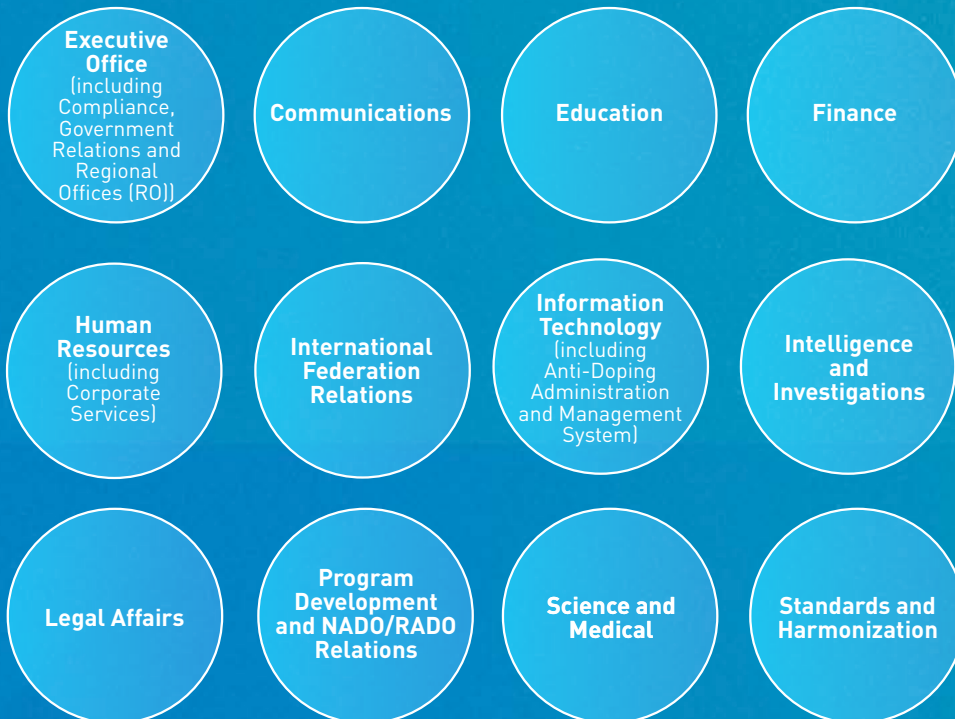 Executive
Office
(including
Compliance,
Government
Relations and
Regional
Offices (RO))
Communications
Education
Finance
Human
Resources
(including
Corporate
Services)
International
Federation
Relations
Information
Technology
(including
Anti-Doping
Administration
and Management
System)
Intelligence
and
Investigations
Legal Affairs
Program
Development
and NADO/RADO
Relations
Science and
Medical
Standards and
Harmonization